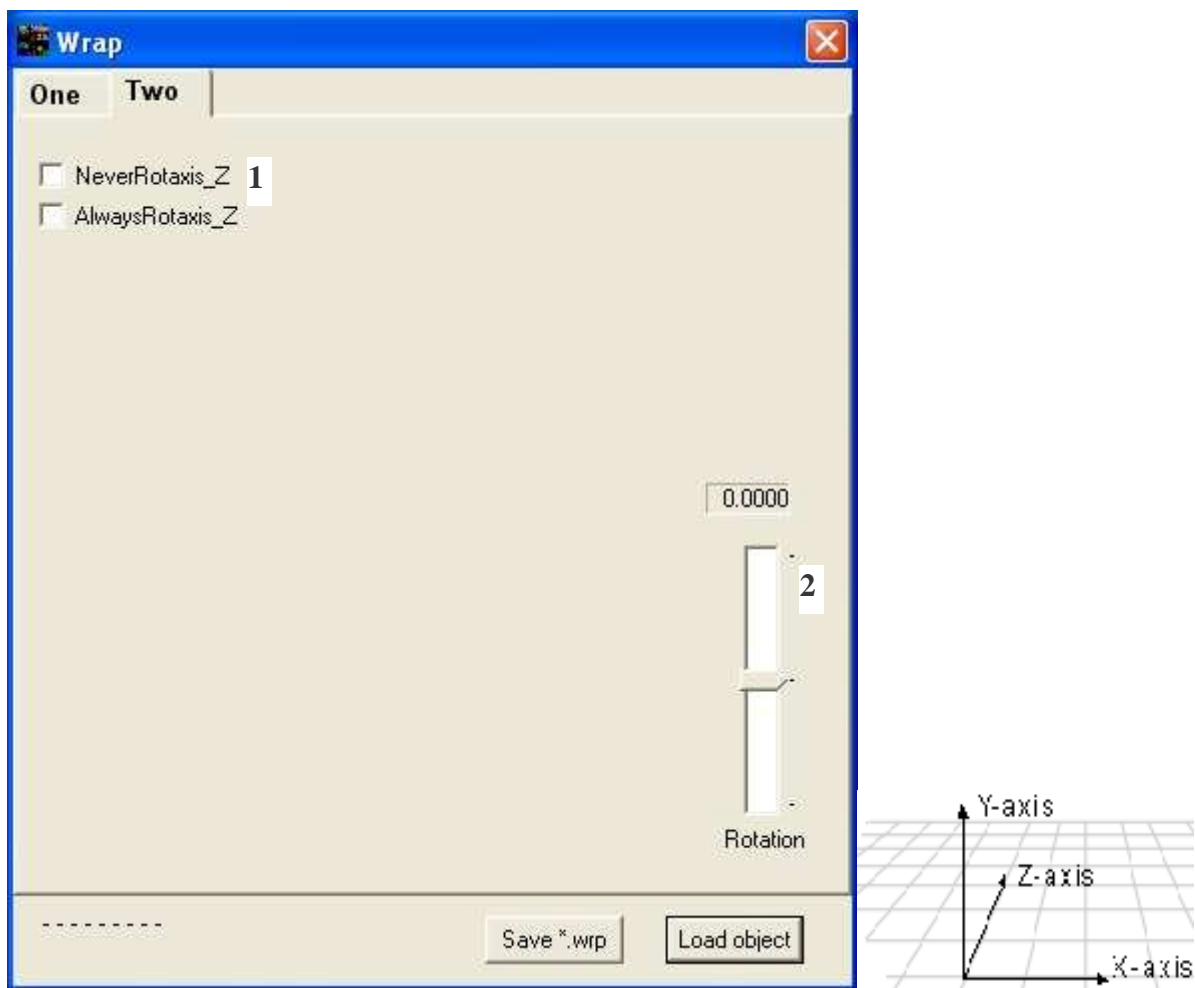 Wrap
One Two
NeverRotaxis_Z 1
AlwaysRotaxis_Z
0.0000
2
Rotation
---------
Save *.wrp Load object
Y-axis
Z-axis
X-axis